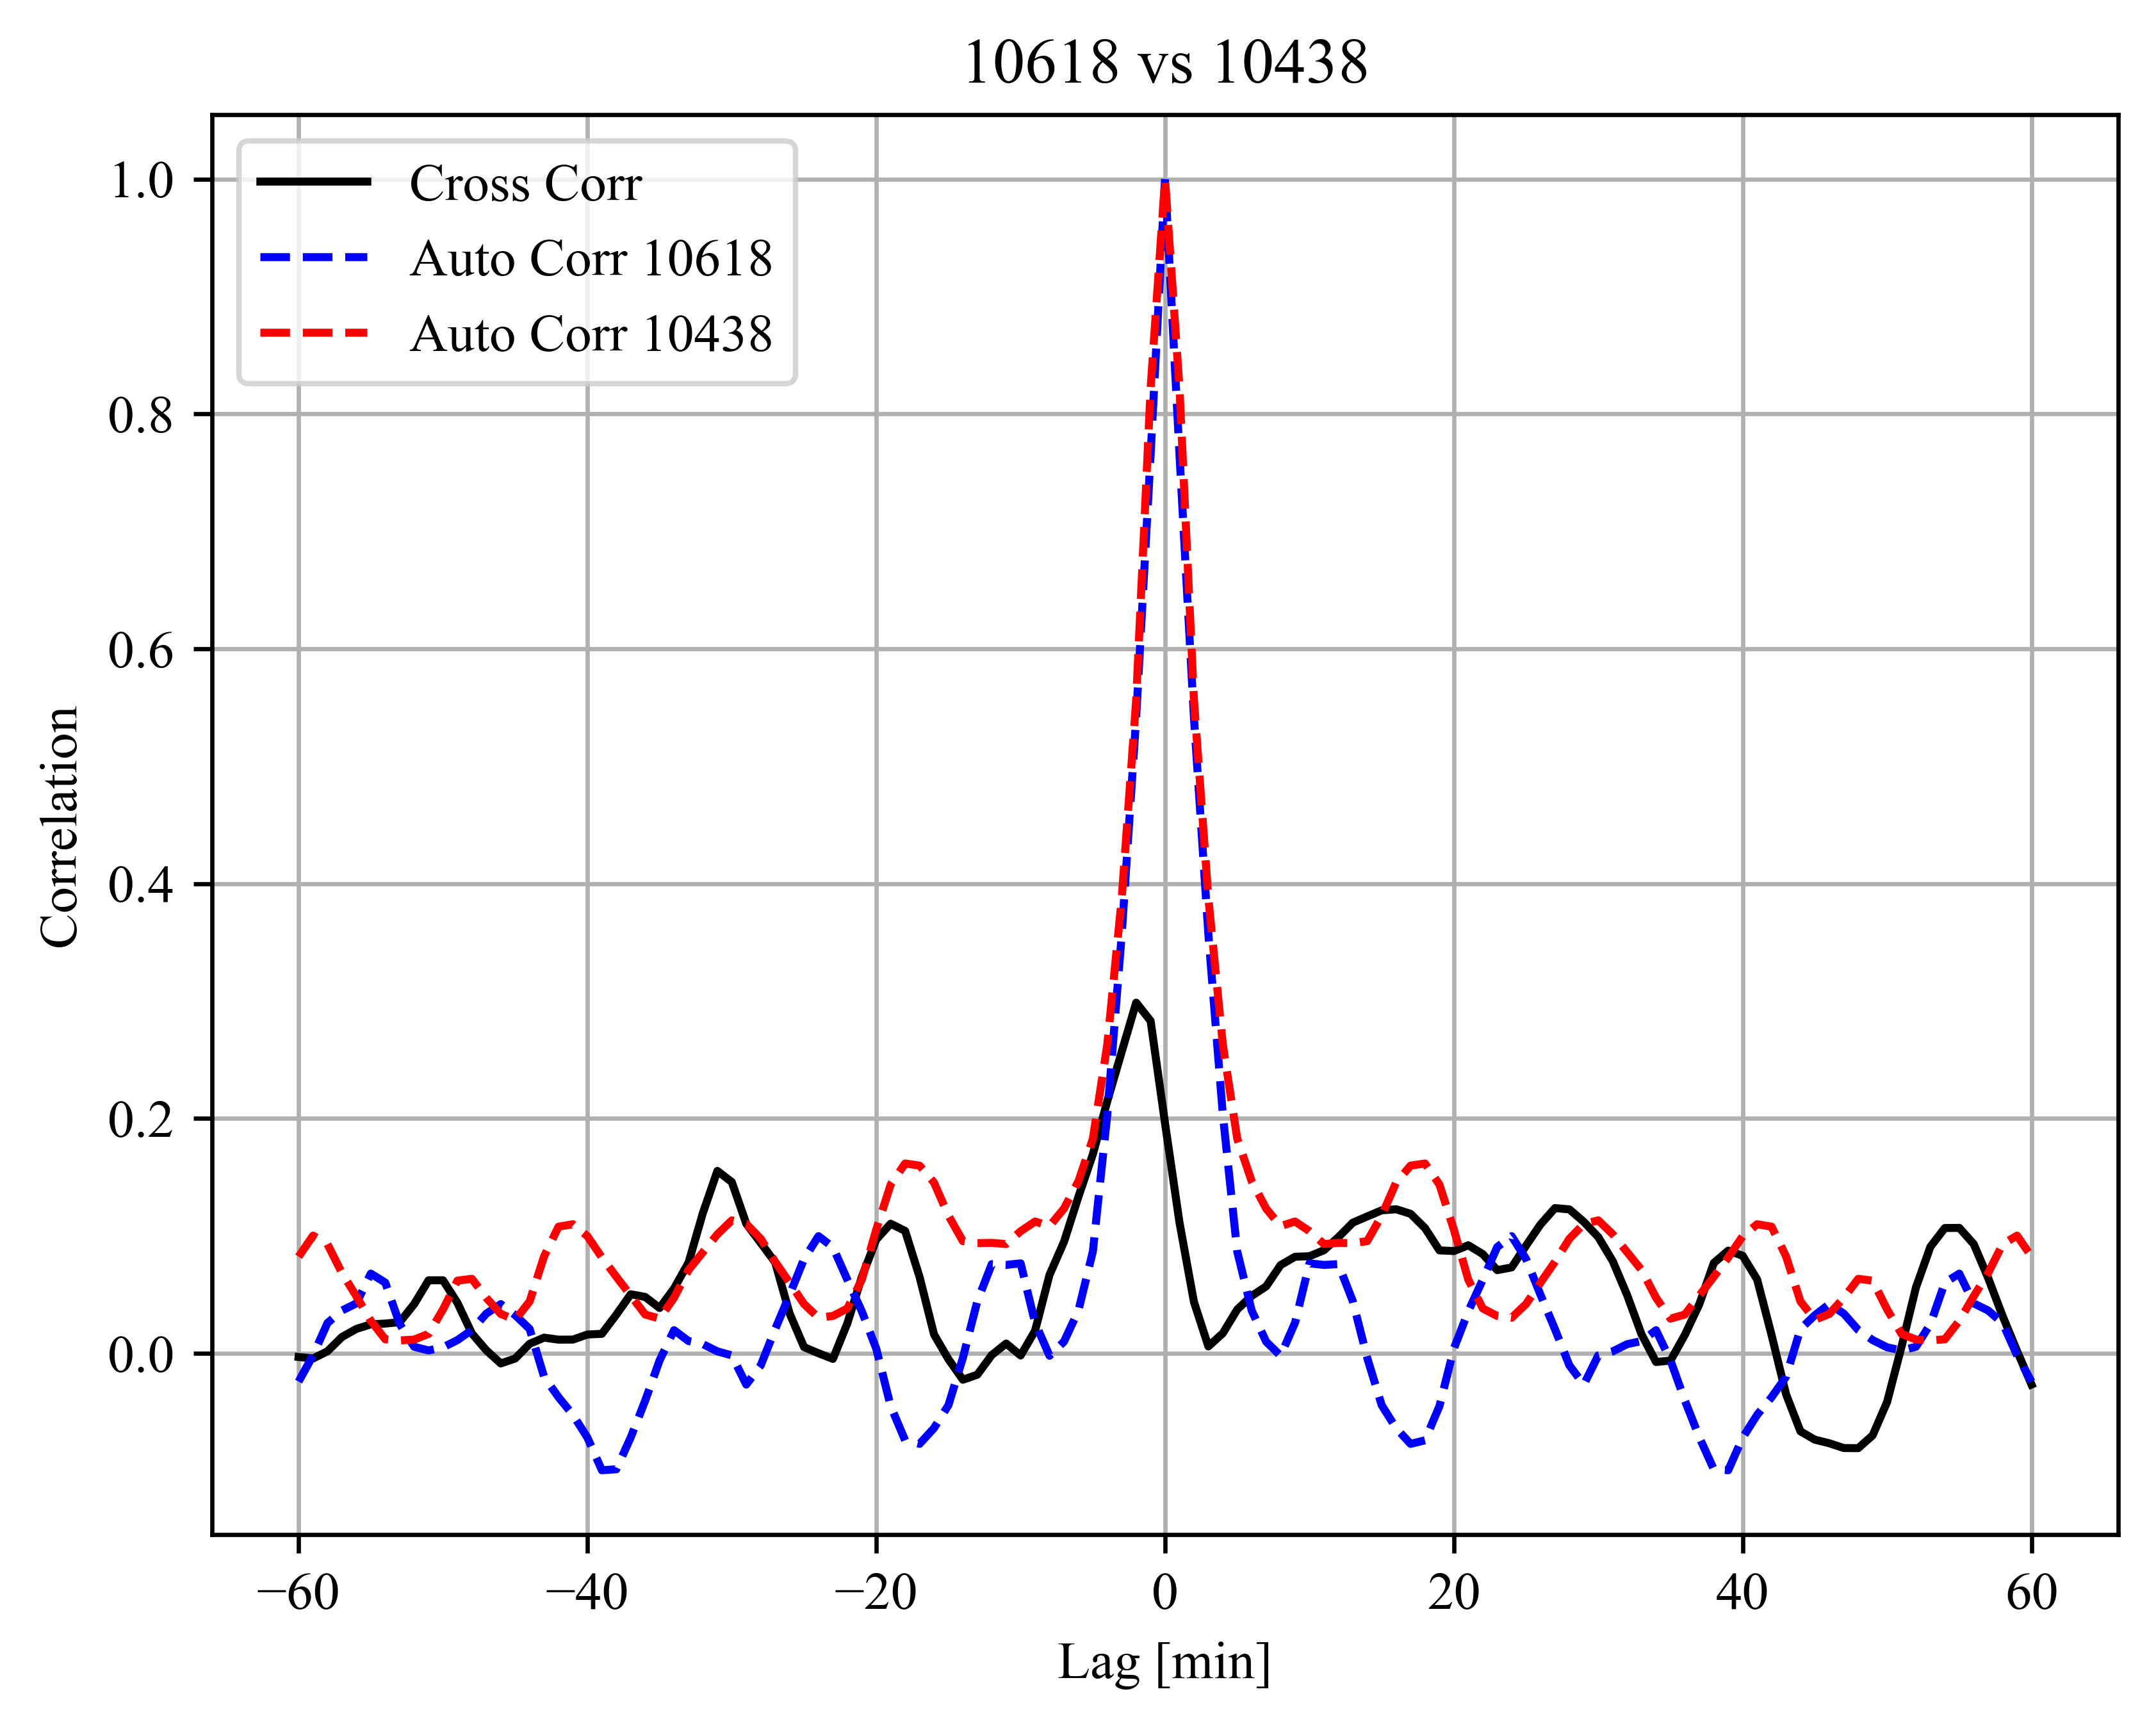 10618 vs 10438
Cross Corr
Auto Corr 10618
Auto Corr 10438
1.0
0.8
0.6
0.4
0.2
0.0
Correlation
−60 −40 −20 0 20 40 60
Lag [min]